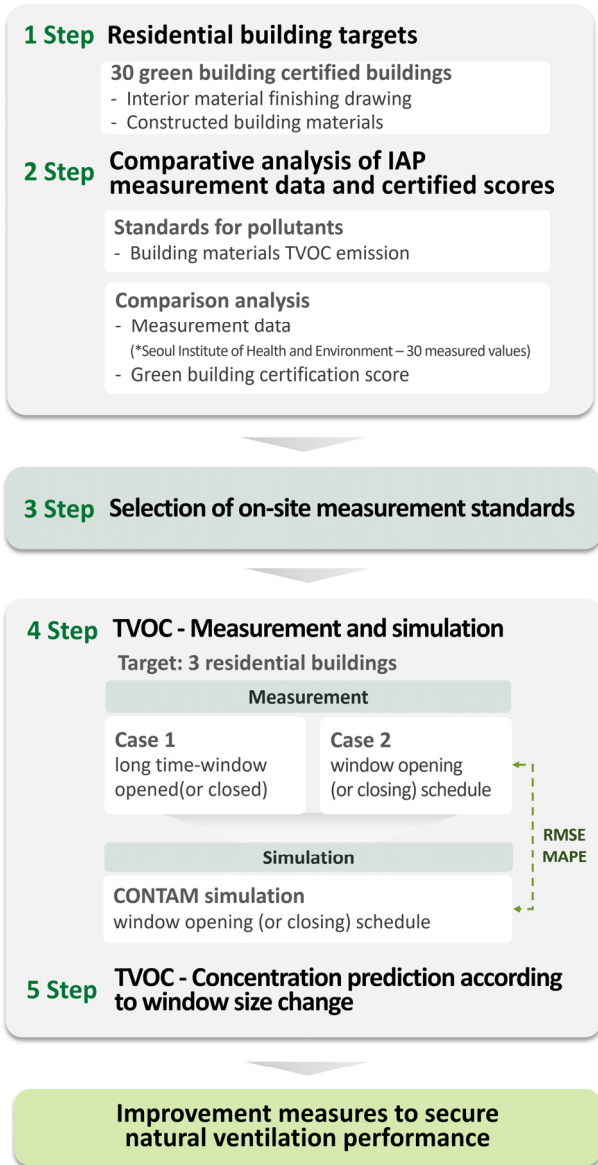 1 Step Residential building targets
30 green building certified buildings
- Interior material finishing drawing
- Constructed building materials
2 Step Comparative analysis of IAP
measurement data and certified scores
Standards for pollutants
- Building materials TVOC emission
Comparison analysis
- Measurement data
(*Seoul Institute of Health and Environment – 30 measured values)
- Green building certification score
3 Step Selection of on-site measurement standards
4 Step TVOC - Measurement and simulation
Target: 3 residential buildings
Measurement
Case 1
long time-window
opened(or closed)
Case 2
window opening
(or closing) schedule
RMSE
MAPE
Simulation
CONTAM simulation
window opening (or closing) schedule
5 Step TVOC - Concentration prediction according
to window size change
Improvement measures to secure
natural ventilation performance